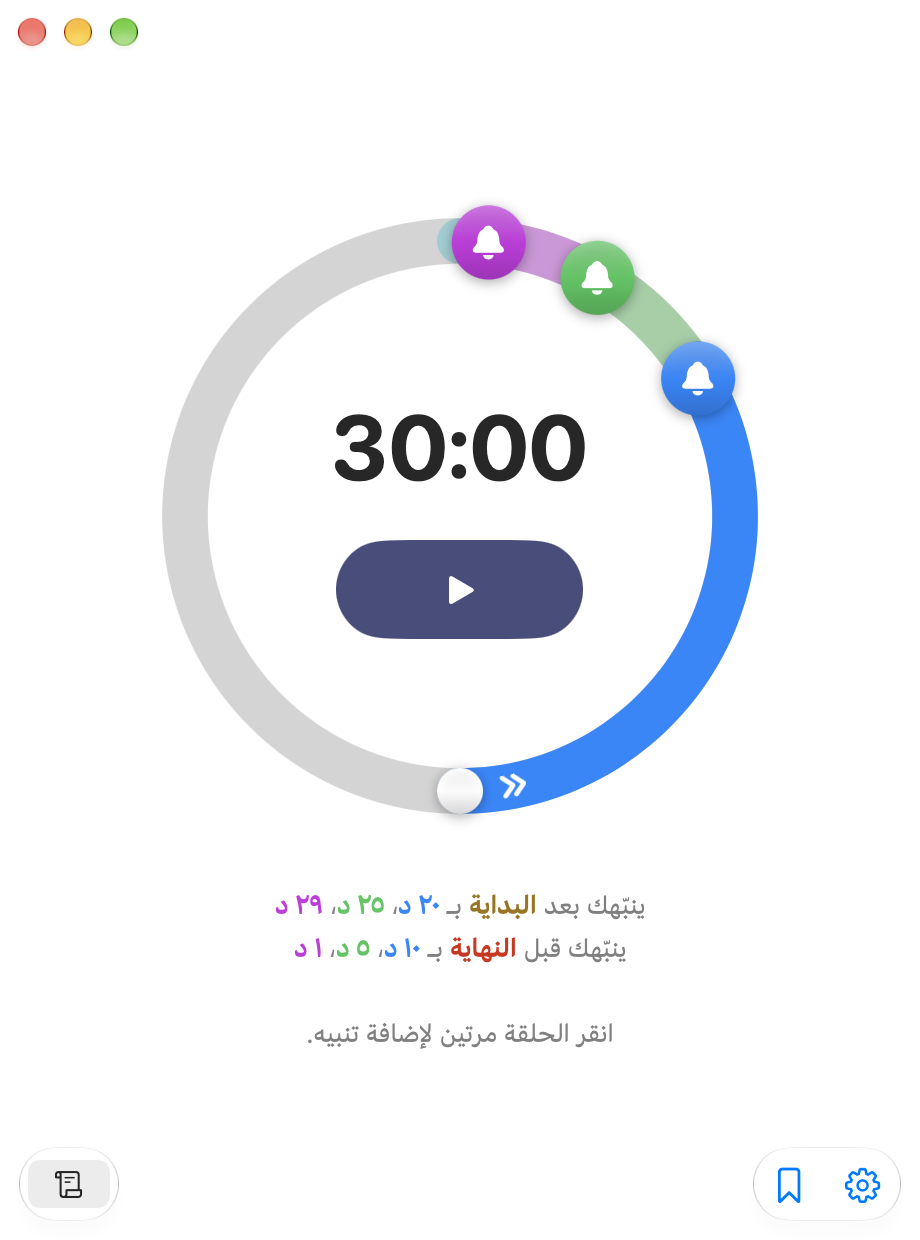 30:00
ينبّهك بعد البداية بـ ٢٠ د، ٢٥ د، ٢٩ د
ينبّهك قبل النهاية بـ ١٠ د، ٥ د، ١ د
انقر الحلقة مرتين لإضافة تنبيه.